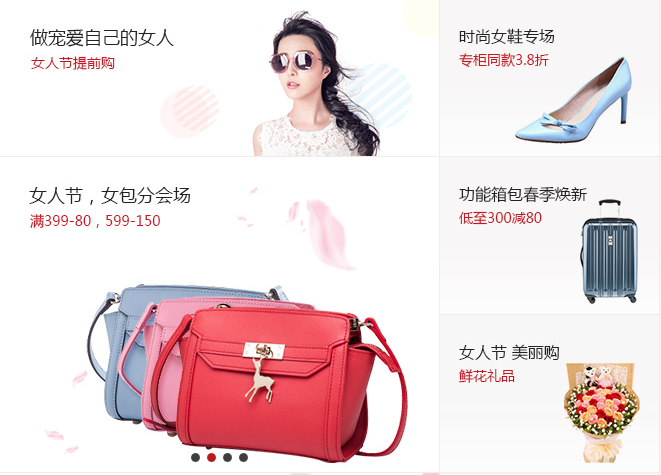 做宠爱自己的女人
女人节提前购
时尚女鞋专场
专柜同款3.8折
女人节，女包分会场
满399-80，599-150
功能箱包春季焕新
低至300减80
女人节 美丽购
鲜花礼品